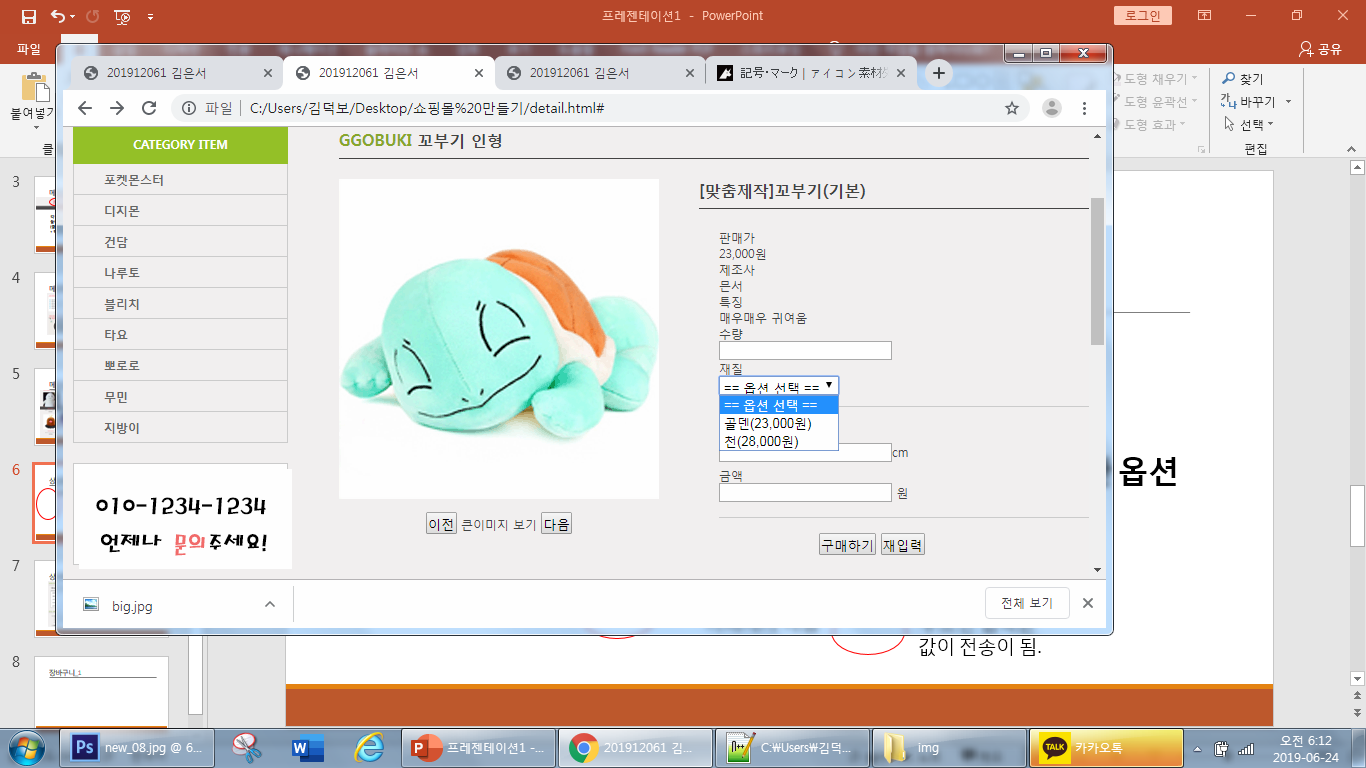 프레젠테이션1 - PowerPoint
로그인
파일
공유
201912061 김은서
201912061 김은서
201912061 김은서
記号・マーク | アイコン素材
파일 | C:/Users/김덕보/Desktop/쇼핑몰%20만들기/detail.html#
붙여넣기
도형 채우기
도형 윤곽선
도형 효과
찾기
바꾸기
선택
편집
CATEGORY ITEM
포켓몬스터
디지몬
건담
나루토
블리치
타요
뽀로로
무민
지방이
010-1234-1234
언제나 문의주세요!
GGOBUKI 꼬부기 인형
이전 큰이미지 보기 다음
[맞춤제작]꼬부기(기본)
판매가
23,000원
제조사
믄서
특징
매우매우 귀여움
수량
재질
== 옵션 선택 ==
== 옵션 선택 ==
골덴(23,000원)
천(28,000원)
cm
금액
원
구매하기 재입력
big.jpg
전체 보기
3
4
5
6
7
8
장바구니_1
옵션
값이 전송이 됨.
new_08.jpg @ 6...
프레젠테이션1 -...
201912061 김...
C:\Users\김덕...
img
TALK
카카오톡
오전 6:12
2019-06-24